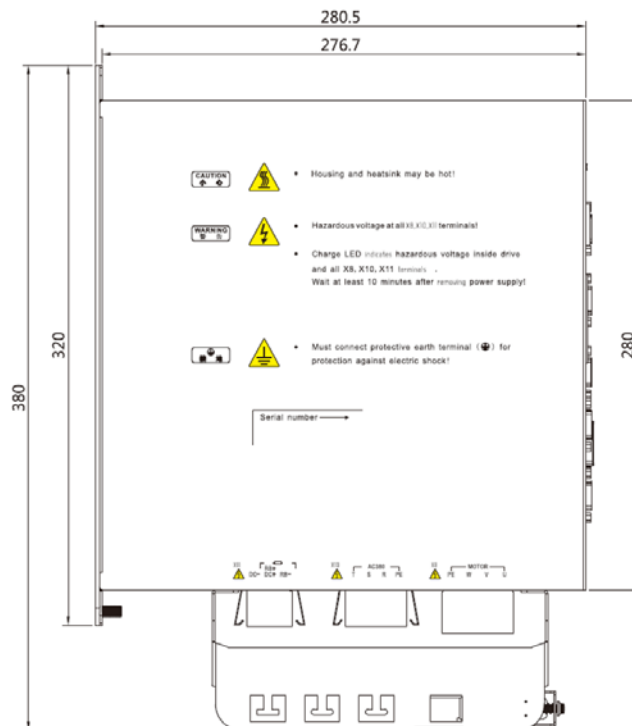 280.5
276.7
CAUTION
• Housing and heatsink may be hot!
WARNING
• Hazardous voltage at all X8,X10,X11 terminals!
• Charge LED indicates hazardous voltage inside drive
and all X8, X10, X11 terminals .
Wait at least 10 minutes after removing power supply!
• Must connect protective earth terminal ( ) for
protection against electric shock!
Serial number
320
380
280
RB+
DC- DC+ RB-
AC380
T S R PE
MOTOR
PE W V U